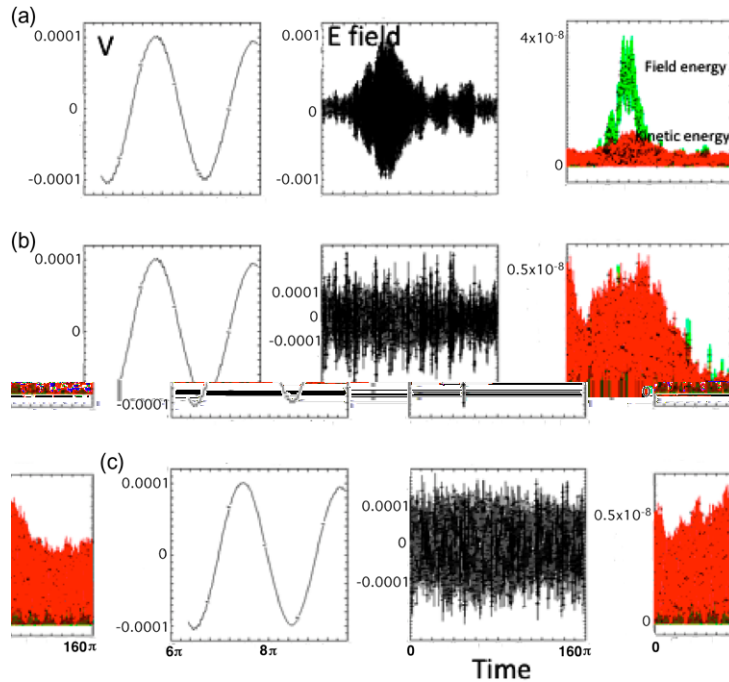 (a)
V
E field
0.0001
0
-0.0001
0.001
0
-0.001
4x10⁻⁸
0
Field energy
Kinetic energy
(b)
0.0001
0
-0.0001
0.0001
0
-0.0001
0.5x10⁻⁸
(c)
0.0001
0
-0.0001
0.0001
0
-0.0001
0.5x10⁻⁸
0
160π
6π
8π
0
160π
0
Time